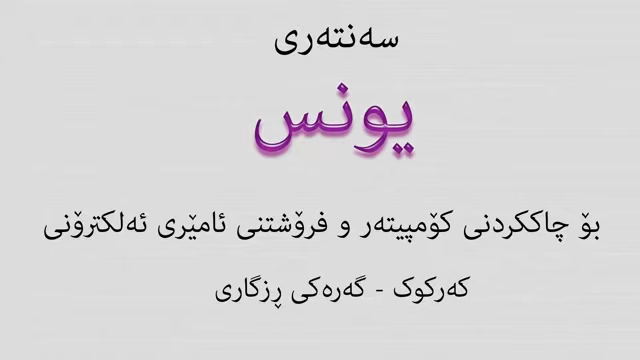 سەنتەری
یونس
بۆ چاککردنی کۆمپیتەر و فرۆشتنی ئامێری ئەلکترۆنی
کەرکوک - گەرەکی ڕزگاری